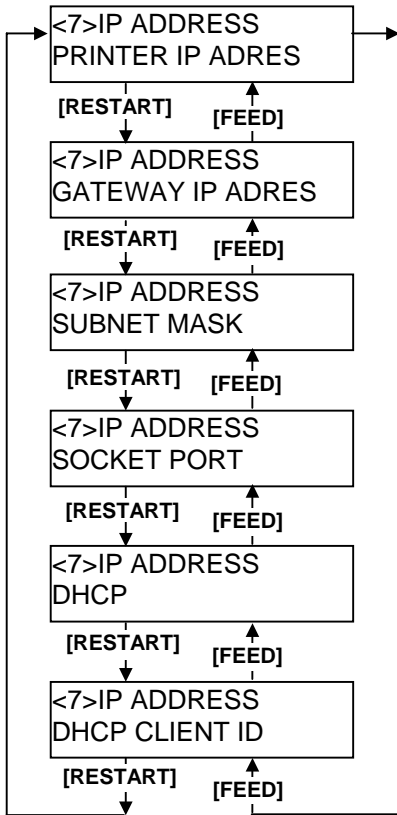 <7>IP ADDRESS
PRINTER IP ADRES
[RESTART]
[FEED]
<7>IP ADDRESS
GATEWAY IP ADRES
[RESTART]
[FEED]
<7>IP ADDRESS
SUBNET MASK
[RESTART]
[FEED]
<7>IP ADDRESS
SOCKET PORT
[RESTART]
[FEED]
<7>IP ADDRESS
DHCP
[RESTART]
[FEED]
<7>IP ADDRESS
DHCP CLIENT ID
[RESTART]
[FEED]